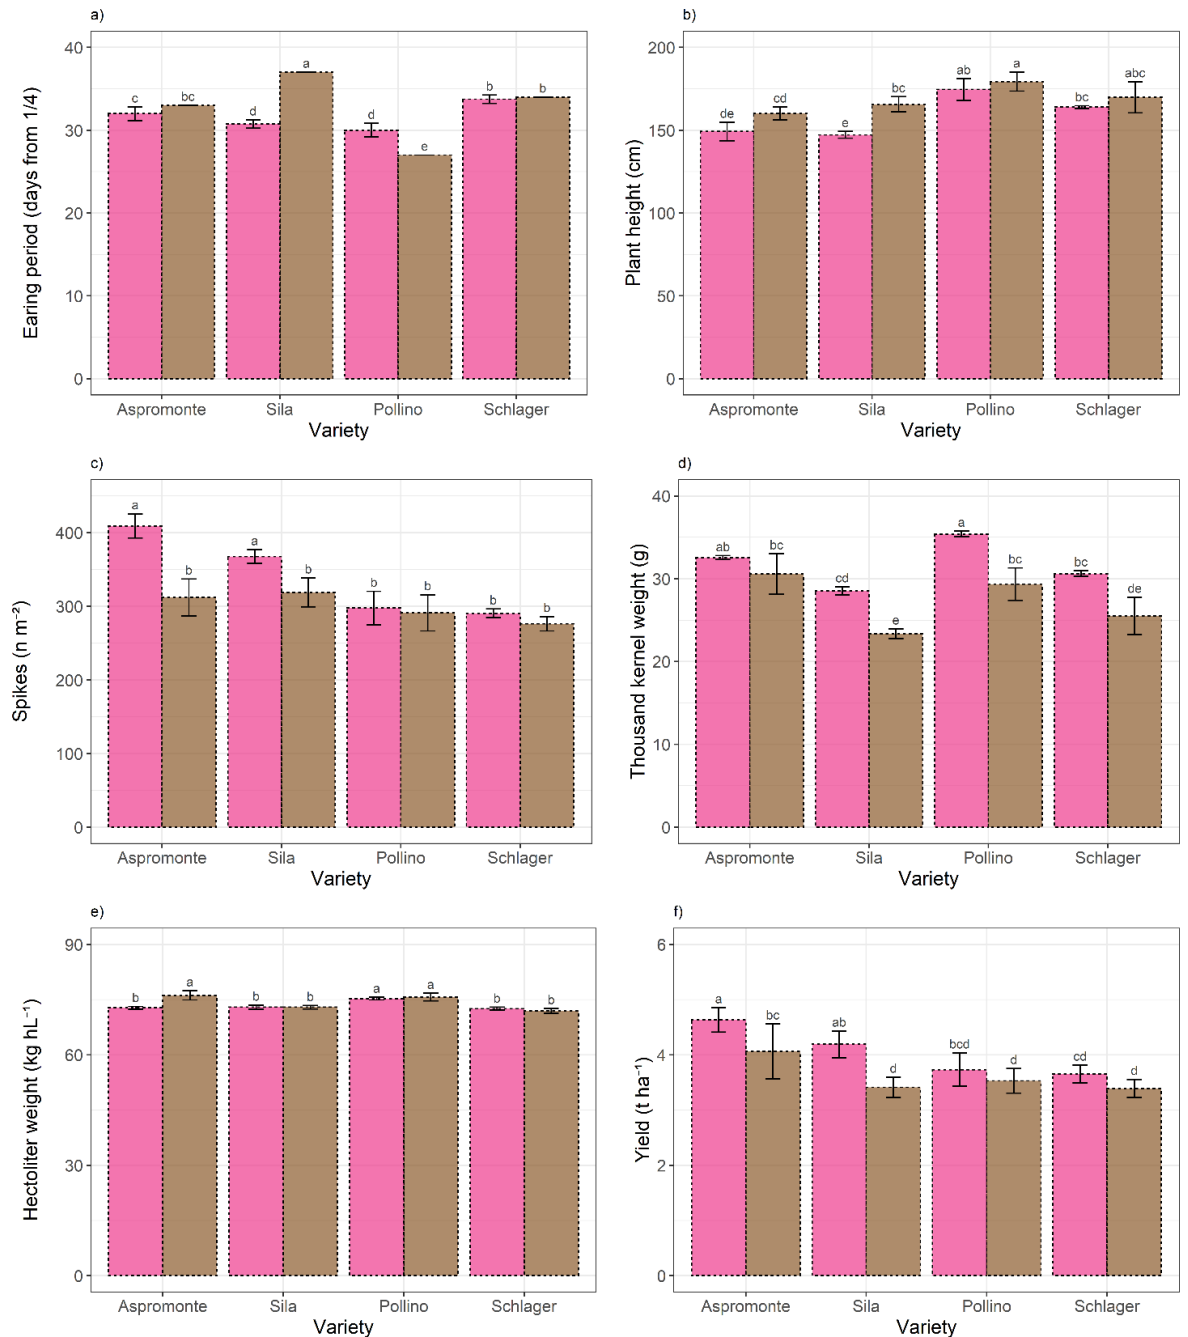 a)
Earing period (days from 1/4)
40
30
20
10
0
c bc d a d e b b
Aspromonte Sila Pollino Schlager
Variety
b)
Plant height (cm)
200
150
100
50
0
de cd e bc ab a bc abc
Aspromonte Sila Pollino Schlager
Variety
c)
Spikes (n m⁻²)
400
300
200
100
0
a b a b b b b b
Aspromonte Sila Pollino Schlager
Variety
d)
Thousand kernel weight (g)
40
30
20
10
0
ab bc cd e a bc bc de
Aspromonte Sila Pollino Schlager
Variety
e)
Hectoliter weight (kg hL⁻¹)
90
60
30
0
b a b b a a b b
Aspromonte Sila Pollino Schlager
Variety
f)
Yield (t ha⁻¹)
6
4
2
0
a bc ab d bcd d cd d
Aspromonte Sila Pollino Schlager
Variety